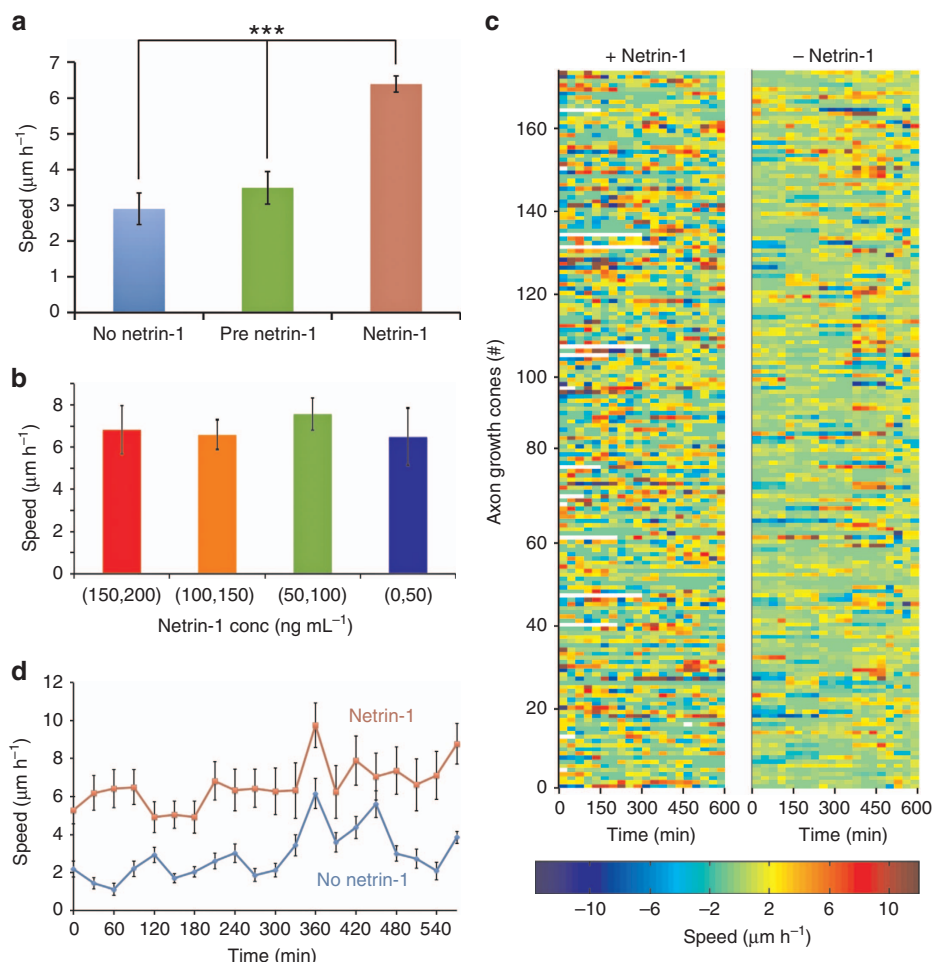 a
***
7
6
5
4
3
2
1
0
Speed (μm h⁻¹)
No netrin-1 Pre netrin-1 Netrin-1
b
8
6
4
2
0
Speed (μm h⁻¹)
(150,200) (100,150) (50,100) (0,50)
Netrin-1 conc (ng mL⁻¹)
d
12
10
8
6
4
2
0
Speed (μm h⁻¹)
Netrin-1
No netrin-1
0 60 120 180 240 300 360 420 480 540
Time (min)
c
+ Netrin-1 – Netrin-1
160
140
120
100
80
60
40
20
0
Axon growth cones (#)
0 150 300 450 600 0 150 300 450 600
Time (min) Time (min)
–10 –6 –2 2 6 10
Speed (μm h⁻¹)